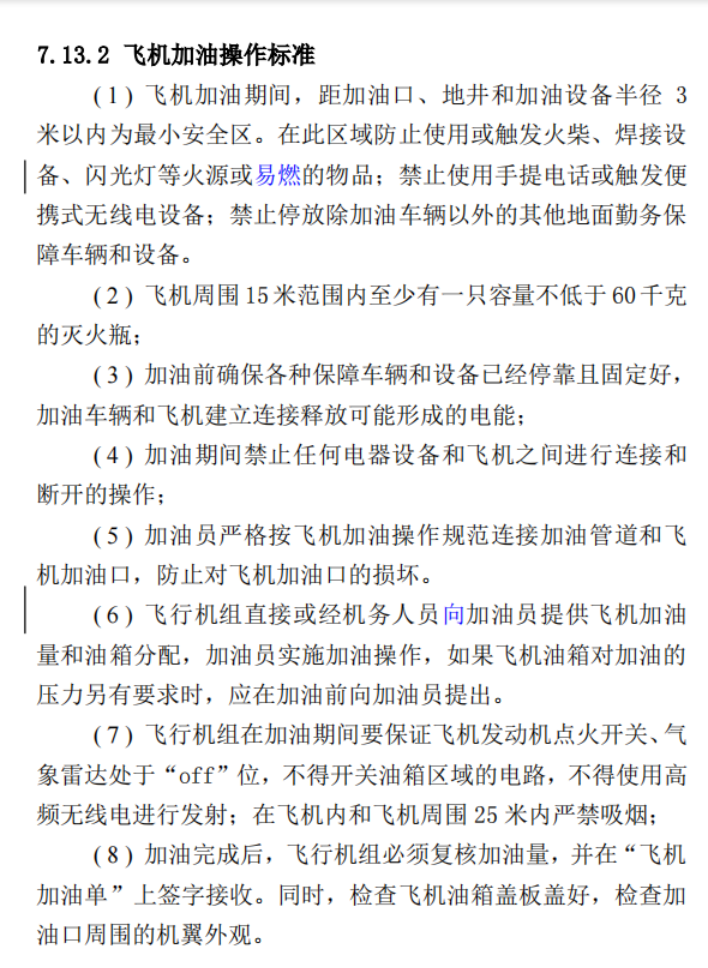 7.13.2 飞机加油操作标准
(1) 飞机加油期间，距加油口、地井和加油设备半径 3
米以内为最小安全区。在此区域防止使用或触发火柴、焊接设
备、闪光灯等火源或易燃的物品；禁止使用手提电话或触发便
携式无线电设备；禁止停放除加油车辆以外的其他地面勤务保
障车辆和设备。
(2) 飞机周围 15 米范围内至少有一只容量不低于 60 千克
的灭火瓶；
(3) 加油前确保各种保障车辆和设备已经停靠且固定好，
加油车辆和飞机建立连接释放可能形成的电能；
(4) 加油期间禁止任何电器设备和飞机之间进行连接和
断开的操作；
(5) 加油员严格按飞机加油操作规范连接加油管道和飞
机加油口，防止对飞机加油口的损坏。
(6) 飞行机组直接或经机务人员向加油员提供飞机加油
量和油箱分配，加油员实施加油操作，如果飞机油箱对加油的
压力另有要求时，应在加油前向加油员提出。
(7) 飞行机组在加油期间要保证飞机发动机点火开关、气
象雷达处于“off”位，不得开关油箱区域的电路，不得使用高
频无线电进行发射；在飞机内和飞机周围 25 米内严禁吸烟；
(8) 加油完成后，飞行机组必须复核加油量，并在“飞机
加油单”上签字接收。同时，检查飞机油箱盖板盖好，检查加
油口周围的机翼外观。